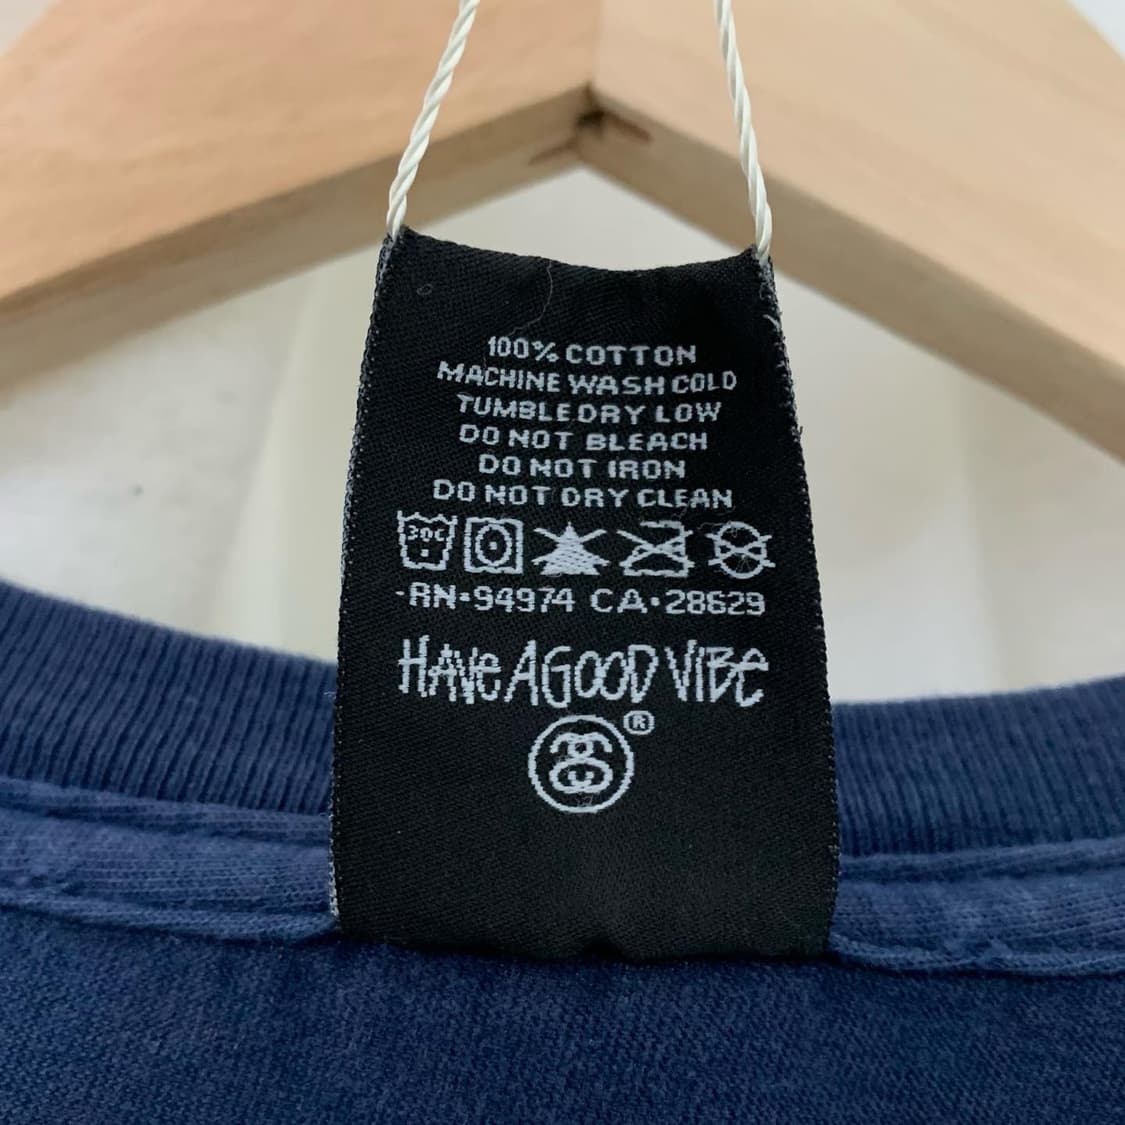 100% COTTON
MACHINE WASH COLD
TUMBLE DRY LOW
DO NOT BLEACH
DO NOT IRON
DO NOT DRY CLEAN
30C
-RN•94974 CA•28629
HAVE A GOOD VIBE
®